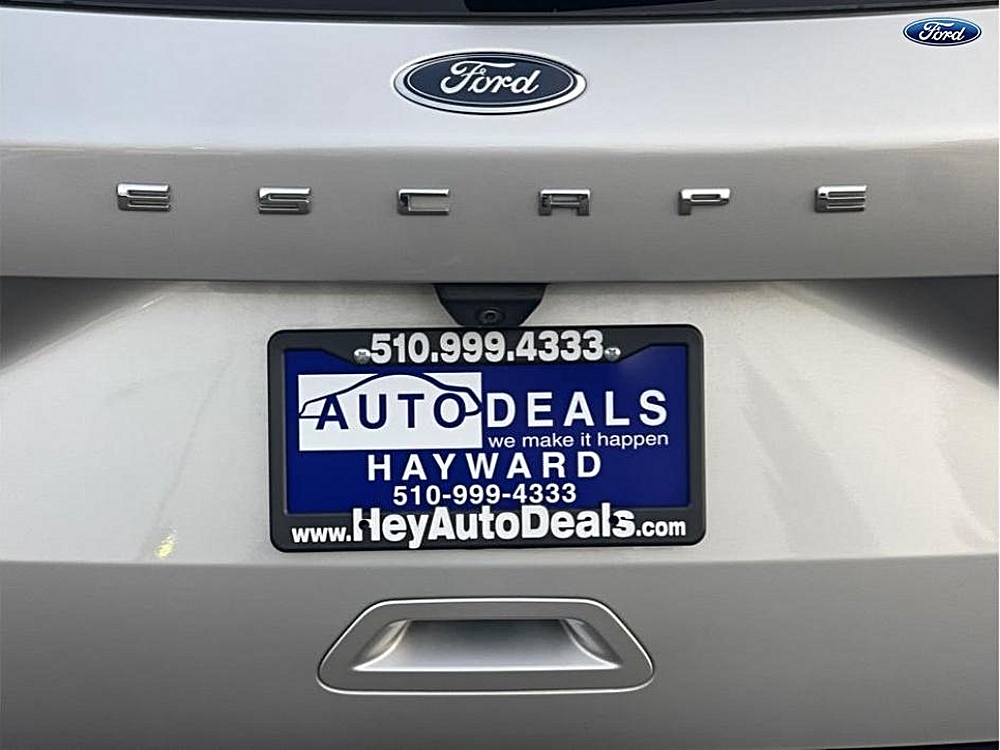 Ford
Ford
ESCAPE
510.999.4333
AUTO DEALS
we make it happen
HAYWARD
510-999-4333
www.HeyAutoDeals.com